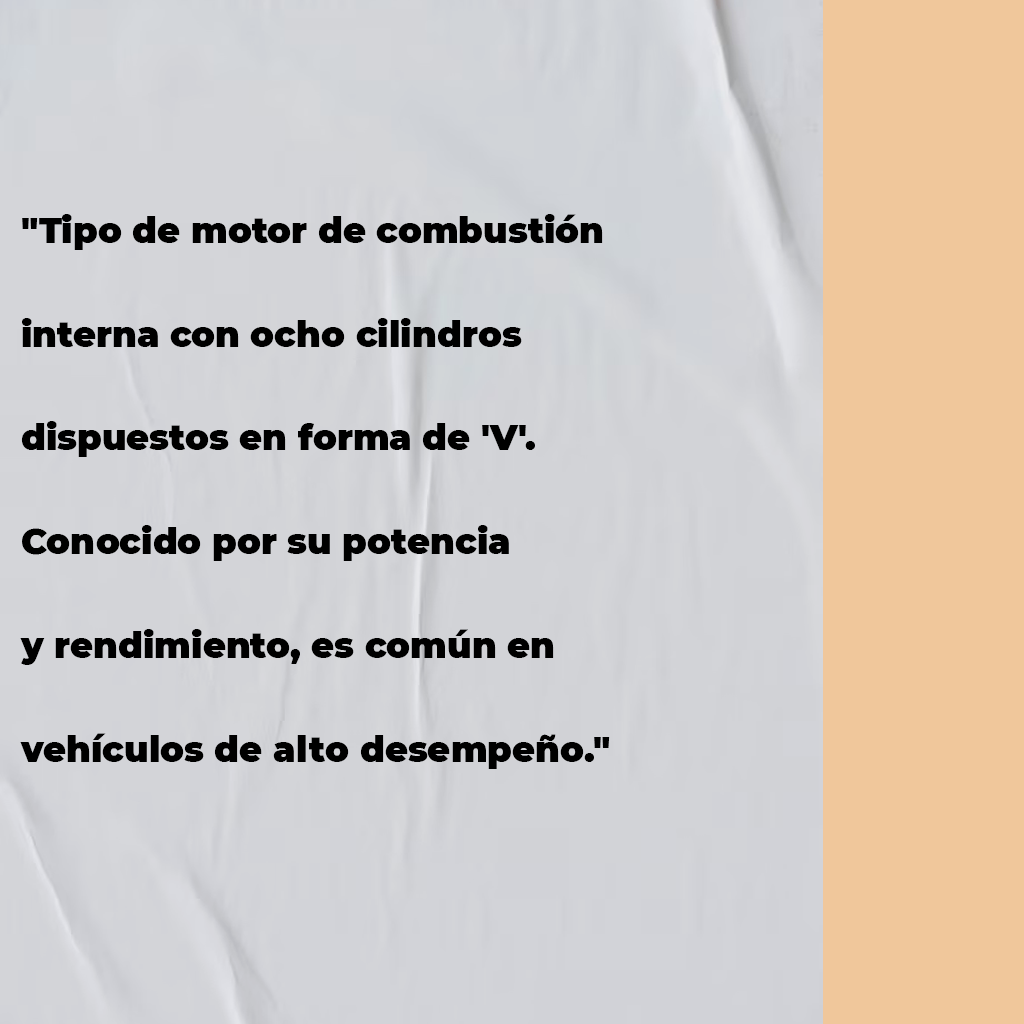 "Tipo de motor de combustión
interna con ocho cilindros
dispuestos en forma de 'V'.
Conocido por su potencia
y rendimiento, es común en
vehículos de alto desempeño."